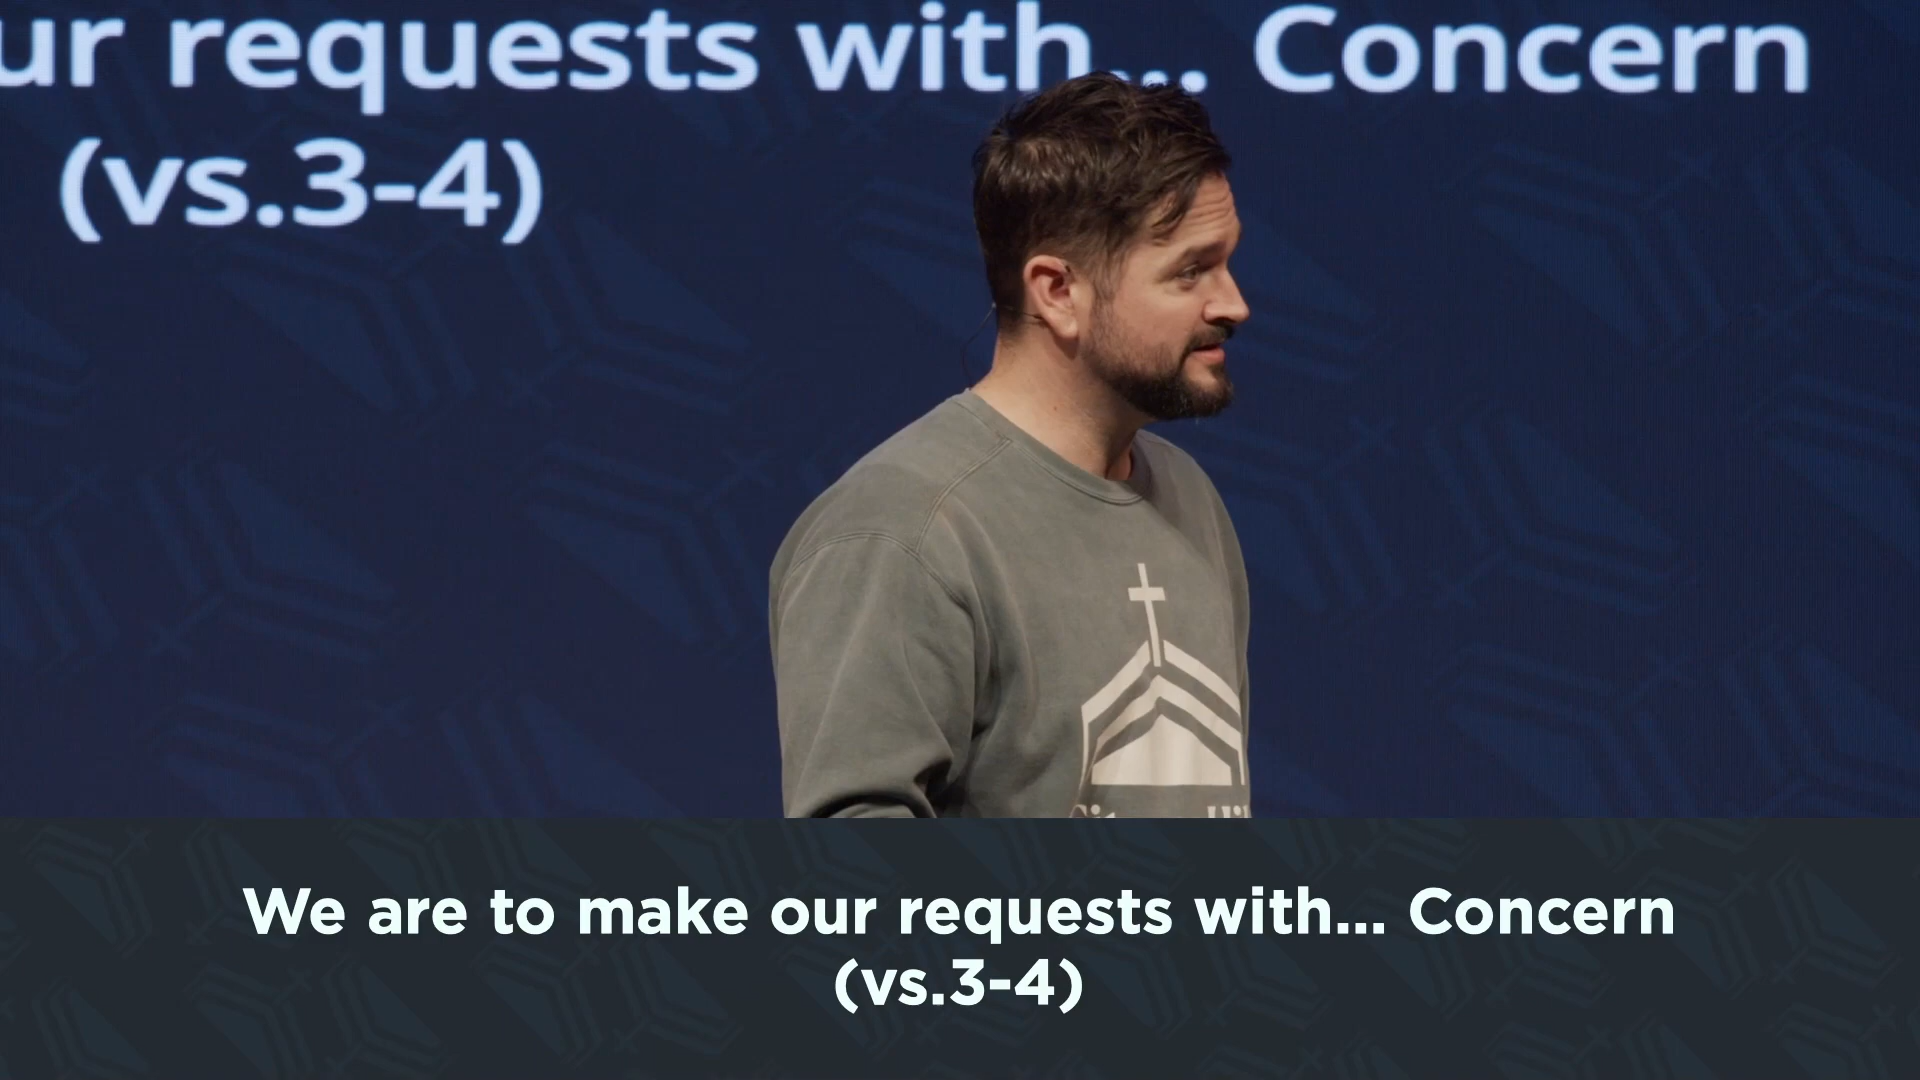 ur requests with... Concern
(vs.3-4)
We are to make our requests with... Concern
(vs.3-4)